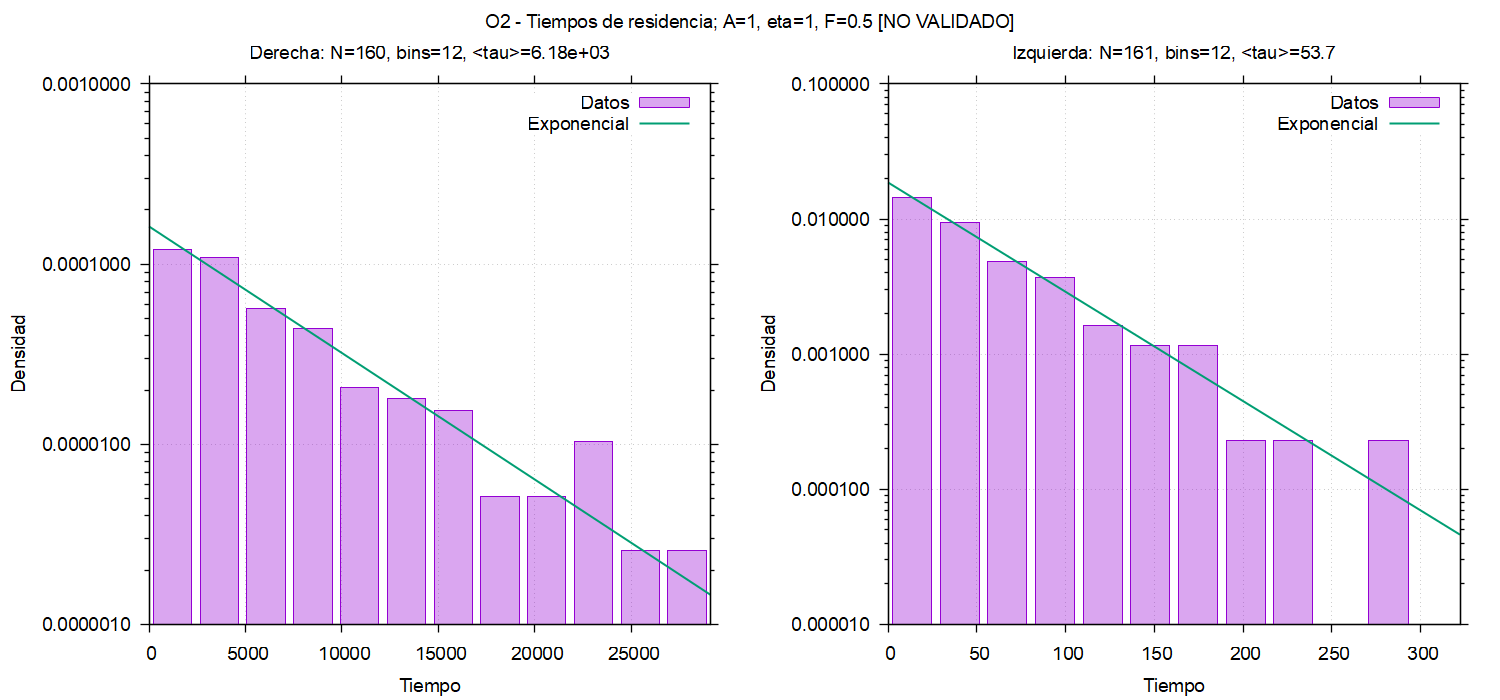 O2 - Tiempos de residencia; A=1, eta=1, F=0.5 [NO VALIDADO]
Derecha: N=160, bins=12, <tau>=6.18e+03
0.0010000
0.0001000
0.0000100
0.0000010
Densidad
Datos
Exponencial
0 5000 10000 15000 20000 25000
Tiempo
Izquierda: N=161, bins=12, <tau>=53.7
0.100000
0.010000
0.001000
0.000100
0.000010
Densidad
Datos
Exponencial
0 50 100 150 200 250 300
Tiempo